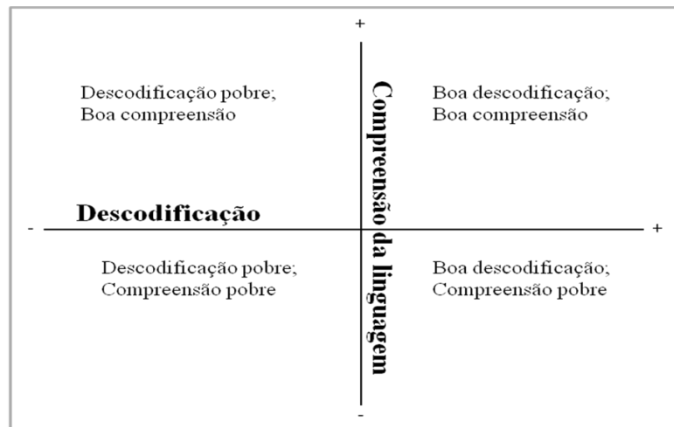 +
Descodificação pobre;
Boa compreensão
Boa descodificação;
Boa compreensão
Compreensão da linguagem
Descodificação
-
+
Descodificação pobre;
Compreensão pobre
Boa descodificação;
Compreensão pobre
-